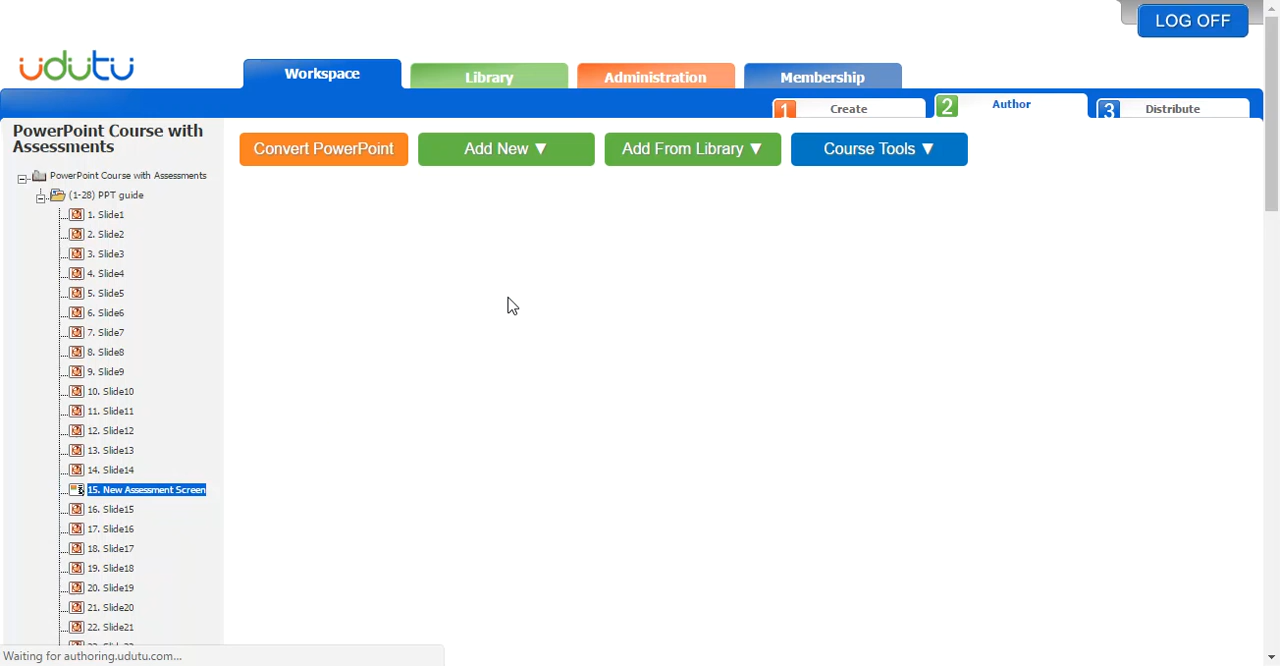 LOG OFF
udutu
Workspace
Library
Administration
Membership
1 Create
2 Author
3 Distribute
PowerPoint Course with
Assessments
Convert PowerPoint
Add New ▼
Add From Library ▼
Course Tools ▼
PowerPoint Course with Assessments
(1-28) PPT guide
1. Slide1
2. Slide2
3. Slide3
4. Slide4
5. Slide5
6. Slide6
7. Slide7
8. Slide8
9. Slide9
10. Slide10
11. Slide11
12. Slide12
13. Slide13
14. Slide14
15. New Assessment Screen
16. Slide15
17. Slide16
18. Slide17
19. Slide18
20. Slide19
21. Slide20
22. Slide21
Waiting for authoring.udutu.com...